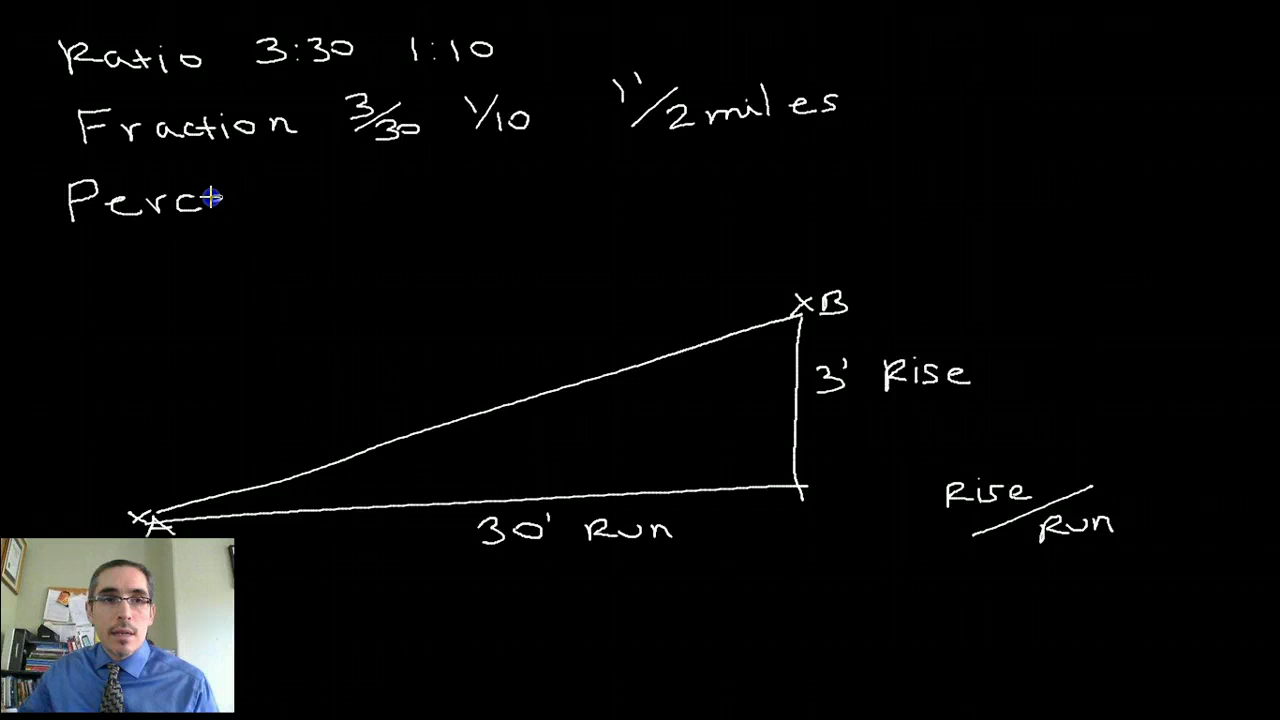 Ratio 3:30 1:10
Fraction 3/30 1/10 1'/2 miles
Perc
xB
3' Rise
Rise/Run
xA
30' Run